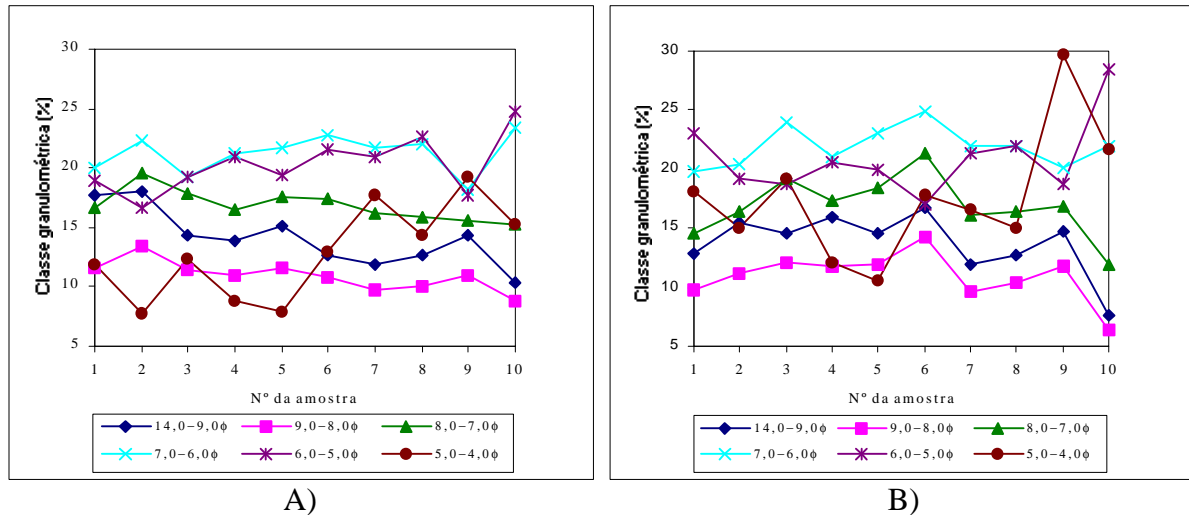 Classe granulométrica (%)
30
25
20
15
10
5
1 2 3 4 5 6 7 8 9 10
Nº da amostra
14,0–9,0ϕ 9,0–8,0ϕ 8,0–7,0ϕ
7,0–6,0ϕ 6,0–5,0ϕ 5,0–4,0ϕ
A)
Classe granulométrica (%)
30
25
20
15
10
5
1 2 3 4 5 6 7 8 9 10
Nº da amostra
14,0–9,0ϕ 9,0–8,0ϕ 8,0–7,0ϕ
7,0–6,0ϕ 6,0–5,0ϕ 5,0–4,0ϕ
B)